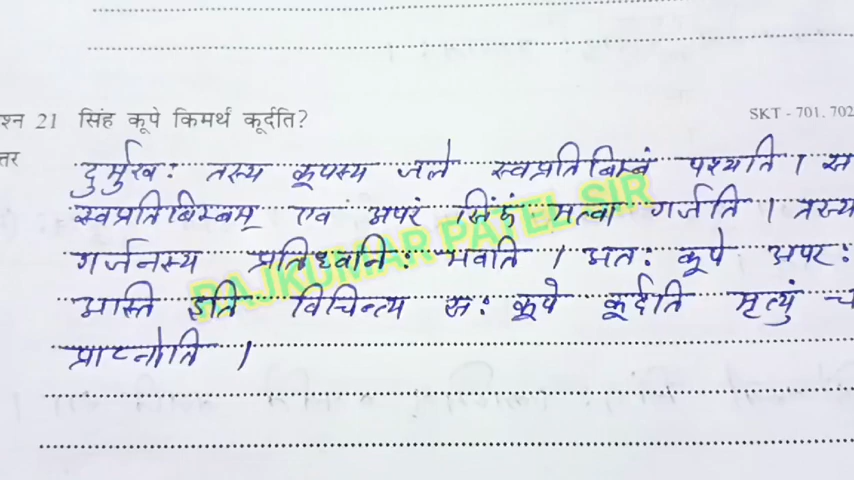 श्न 21 सिंह कूपे किमर्थं कूर्दति?
SKT - 701, 702
त्तर
दुर्मुखः तस्य कूपस्य जले स्वप्रतिबिम्बं पश्यति । स
स्वप्रतिबिम्बम् एवं अपरं सिंहं मत्वा गर्जति । तस्य
गर्जनस्य प्रतिध्वनिः भवति । अतः कूपे अपरः
अस्ति इति विचिन्त्य सः कूपे कूर्दति मृत्युं च
प्राप्नोति ।
RAJKUMAR PATEL SIR